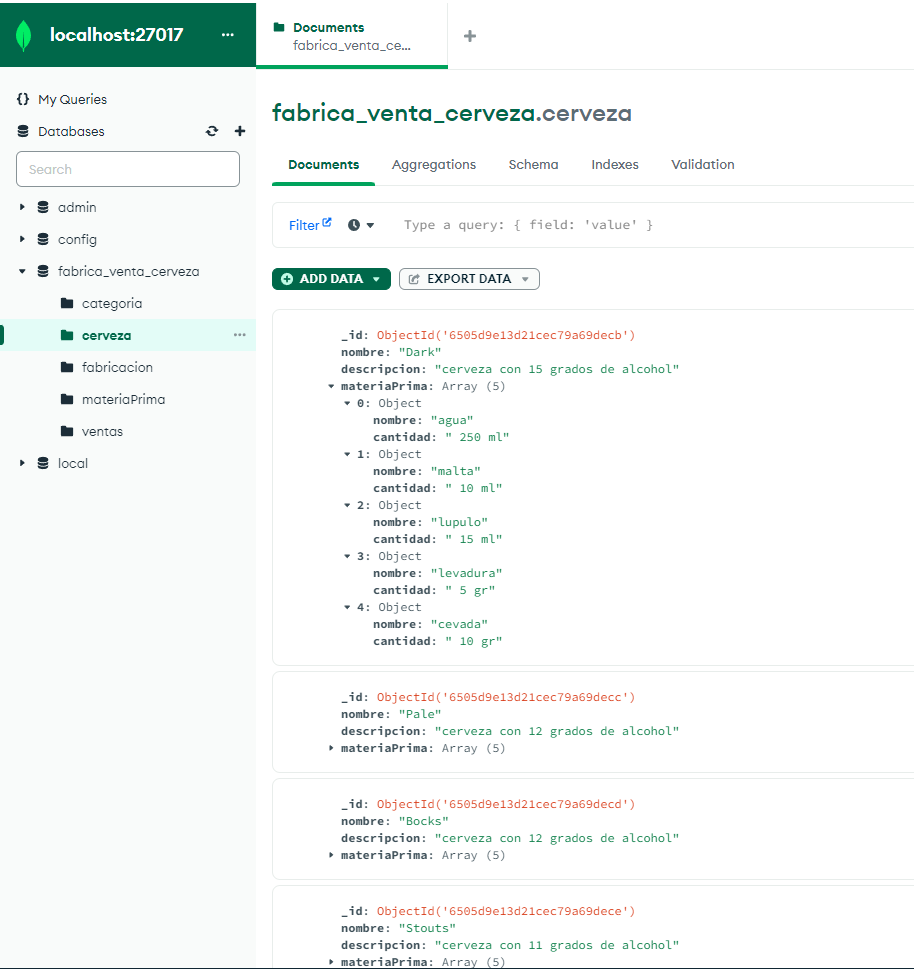 localhost:27017 ...
Documents
fabrica_venta_ce...
{} My Queries
Databases
Search
admin
config
fabrica_venta_cerveza
categoria
cerveza ...
fabricacion
materiaPrima
ventas
local
fabrica_venta_cerveza.cerveza
Documents Aggregations Schema Indexes Validation
Filter Type a query: { field: 'value' }
ADD DATA EXPORT DATA
_id: ObjectId('6505d9e13d21cec79a69decb')
nombre: "Dark"
descripcion: "cerveza con 15 grados de alcohol"
materiaPrima: Array (5)
0: Object
nombre: "agua"
cantidad: " 250 ml"
1: Object
nombre: "malta"
cantidad: " 10 ml"
2: Object
nombre: "lupulo"
cantidad: " 15 ml"
3: Object
nombre: "levadura"
cantidad: " 5 gr"
4: Object
nombre: "cevada"
cantidad: " 10 gr"
_id: ObjectId('6505d9e13d21cec79a69decc')
nombre: "Pale"
descripcion: "cerveza con 12 grados de alcohol"
materiaPrima: Array (5)
_id: ObjectId('6505d9e13d21cec79a69decd')
nombre: "Bocks"
descripcion: "cerveza con 12 grados de alcohol"
materiaPrima: Array (5)
_id: ObjectId('6505d9e13d21cec79a69dece')
nombre: "Stouts"
descripcion: "cerveza con 11 grados de alcohol"
materiaPrima: Array (5)